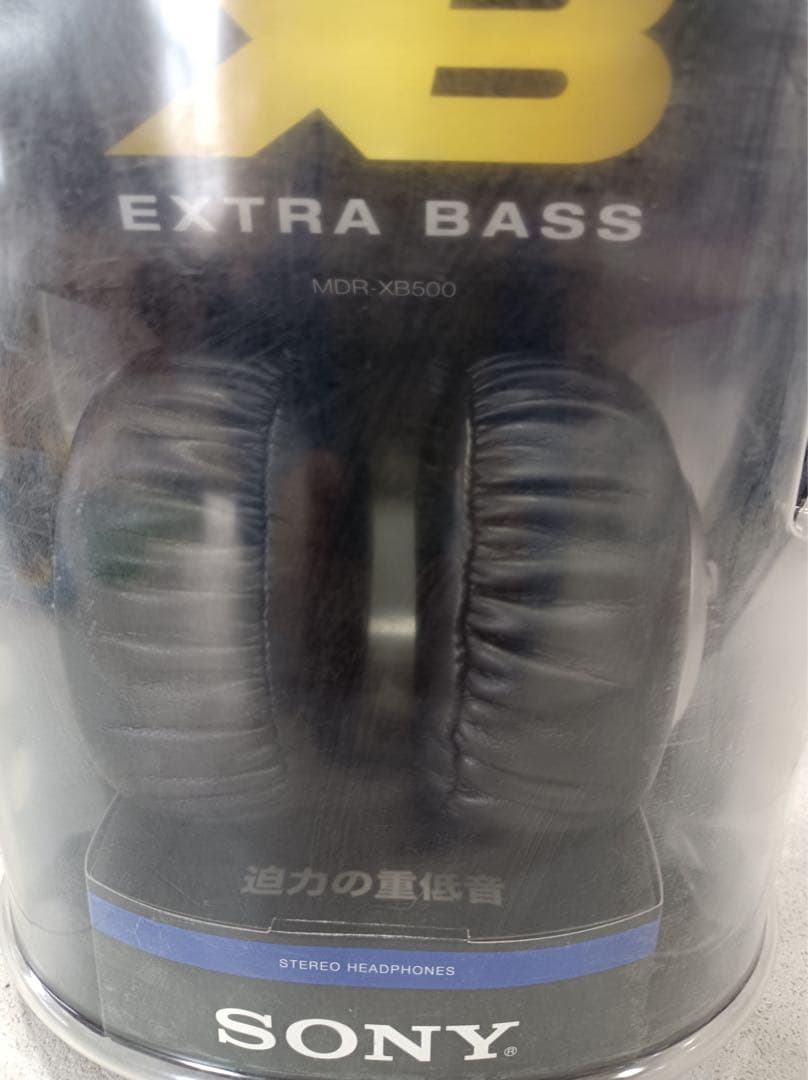 XB
EXTRA BASS
MDR-XB500
迫力の重低音
STEREO HEADPHONES
SONY®